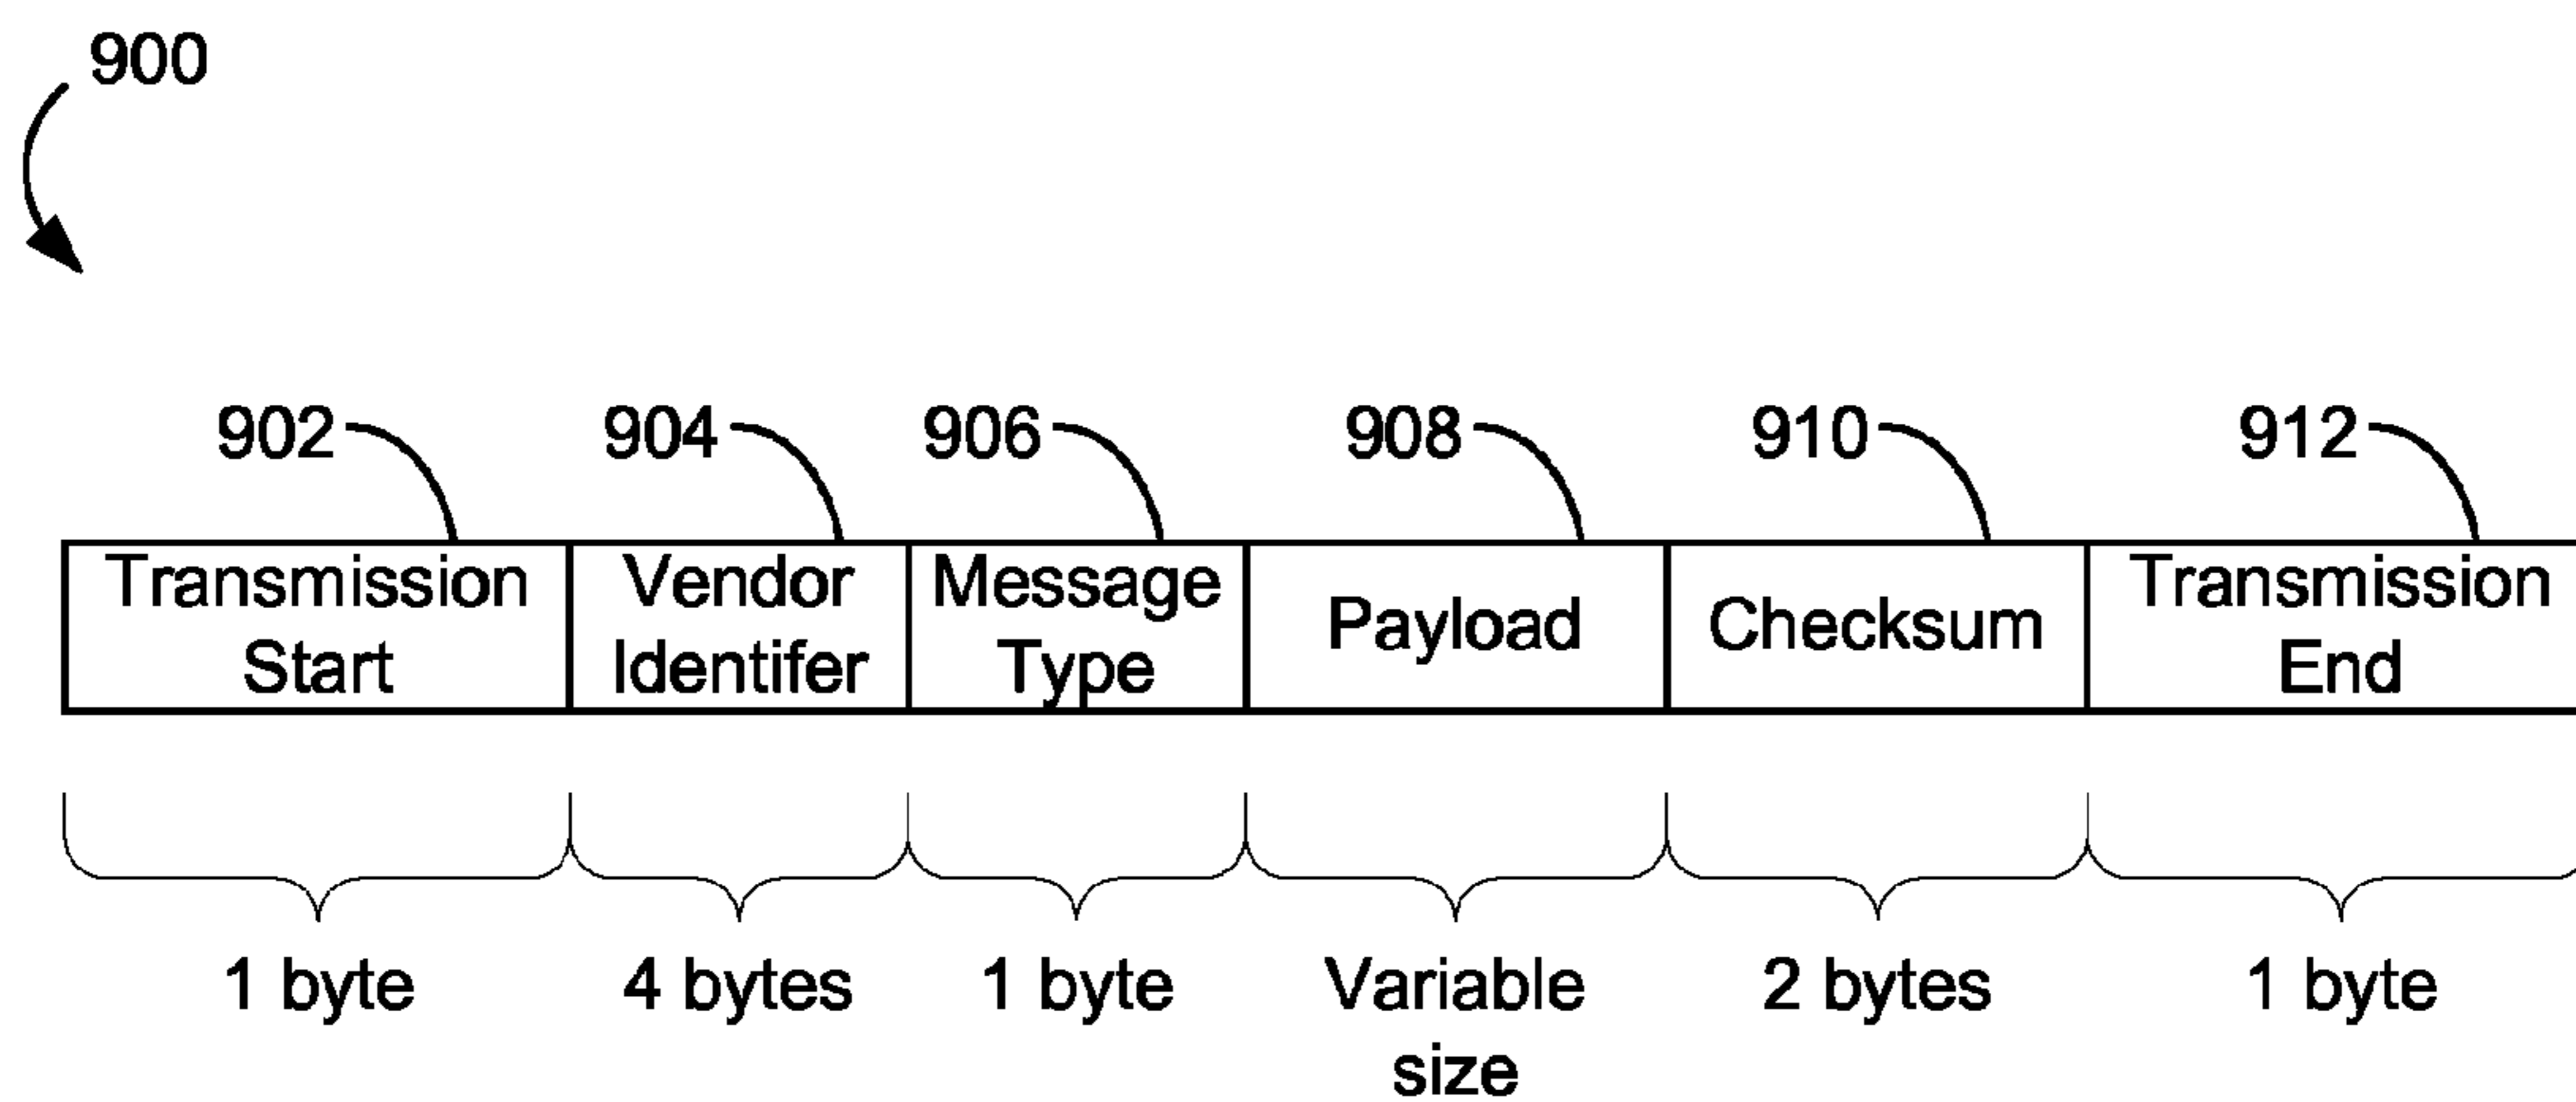 900
902
904
906
908
910
912
Transmission
Start
Vendor
Identifer
Message
Type
Payload
Checksum
Transmission
End
1 byte
4 bytes
1 byte
Variable
size
2 bytes
1 byte